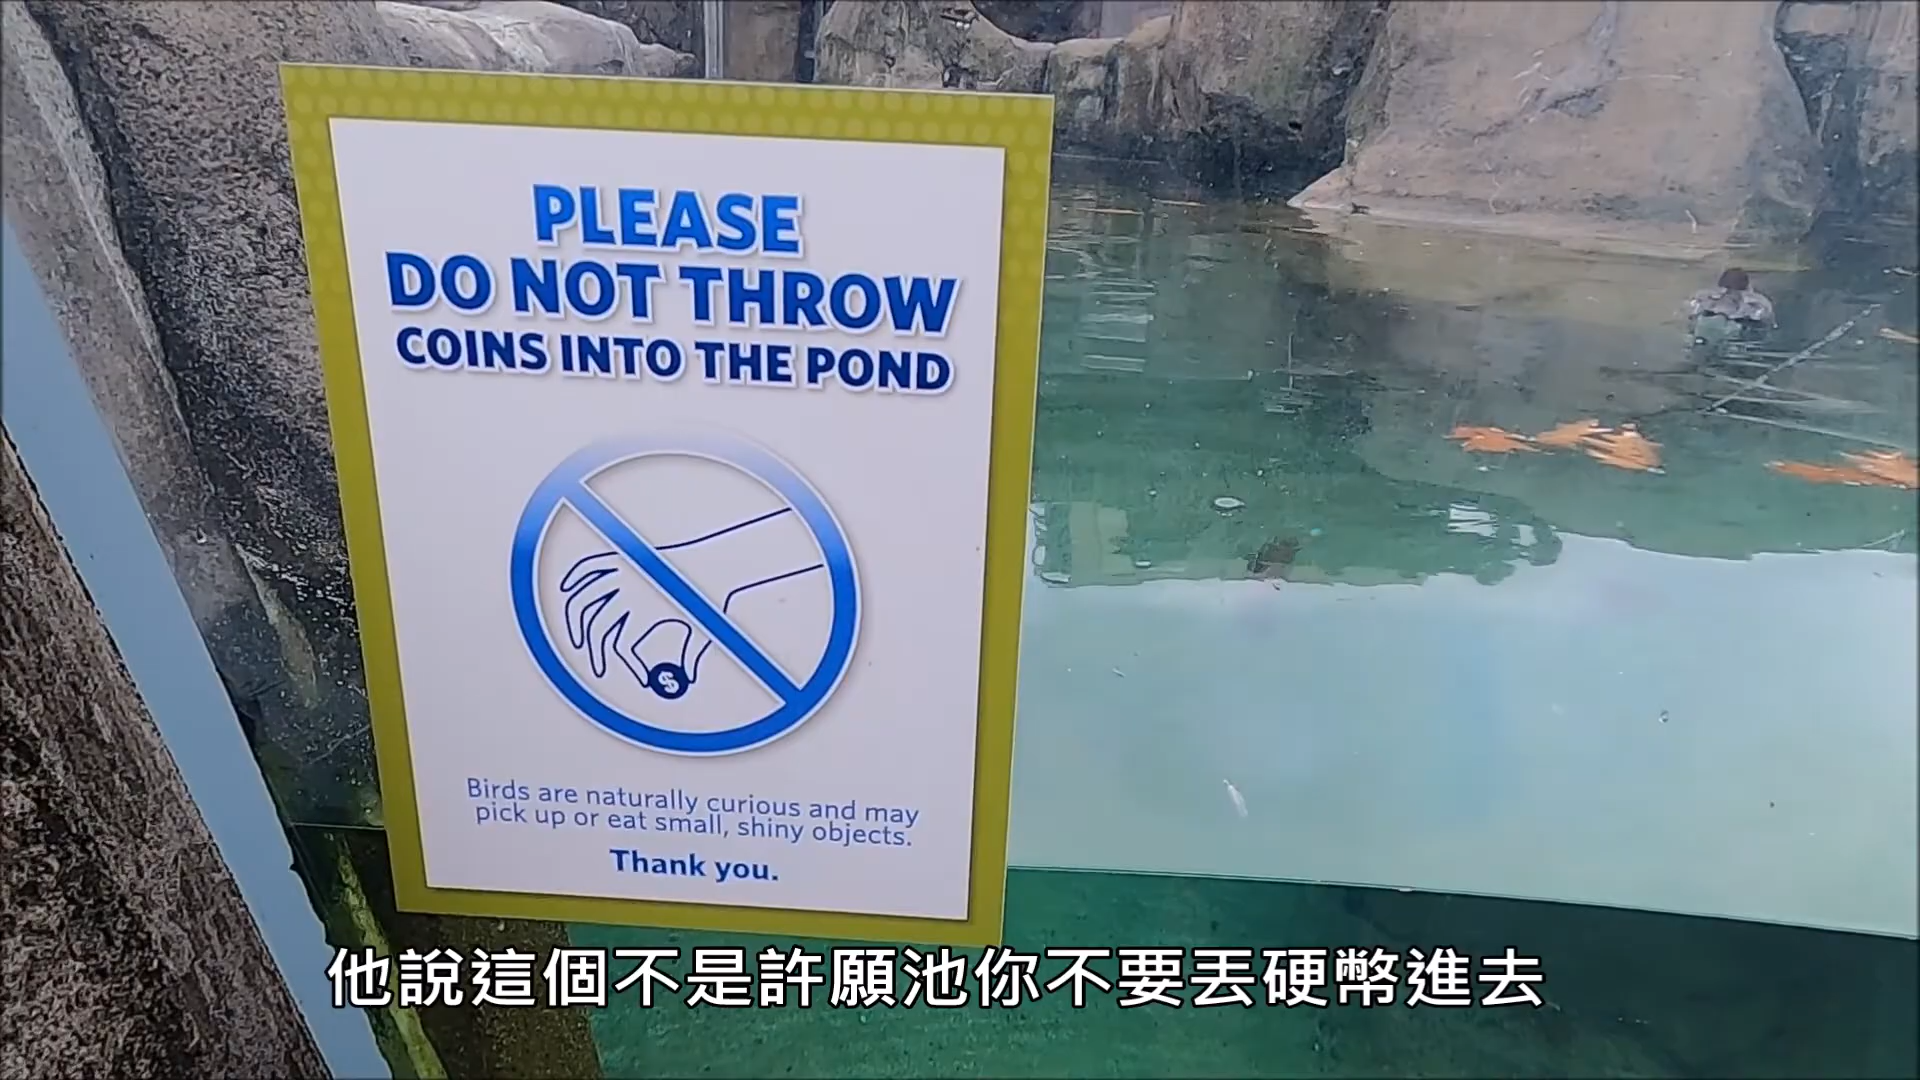 PLEASE
DO NOT THROW
COINS INTO THE POND
$
Birds are naturally curious and may
pick up or eat small, shiny objects.
Thank you.
他說這個不是許願池你不要丟硬幣進去